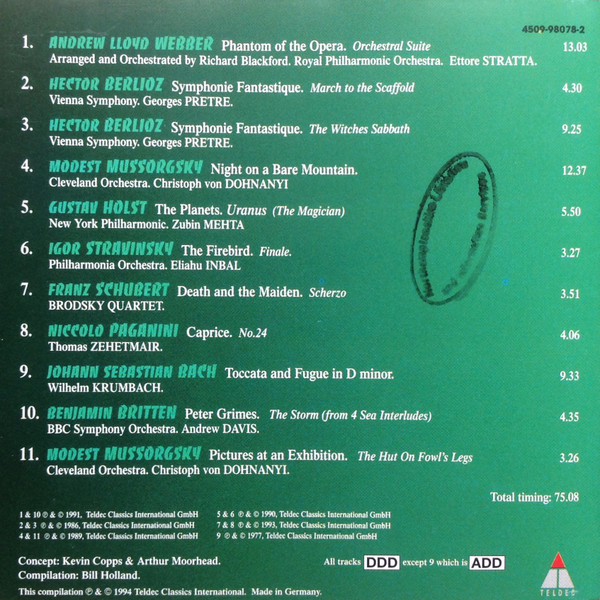 4509-98078-2
1. ANDREW LLOYD WEBBER Phantom of the Opera. Orchestral Suite 13.03
Arranged and Orchestrated by Richard Blackford. Royal Philharmonic Orchestra. Ettore STRATTA.
2. HECTOR BERLIOZ Symphonie Fantastique. March to the Scaffold 4.30
Vienna Symphony. Georges PRETRE.
3. HECTOR BERLIOZ Symphonie Fantastique. The Witches Sabbath 9.25
Vienna Symphony. Georges PRETRE.
4. MODEST MUSSORGSKY Night on a Bare Mountain. 12.37
Cleveland Orchestra. Christoph von DOHNANYI
5. GUSTAV HOLST The Planets. Uranus (The Magician) 5.50
New York Philharmonic. Zubin MEHTA
6. IGOR STRAVINSKY The Firebird. Finale. 3.27
Philharmonia Orchestra. Eliahu INBAL
7. FRANZ SCHUBERT Death and the Maiden. Scherzo 3.51
BRODSKY QUARTET.
8. NICCOLO PAGANINI Caprice. No.24 4.06
Thomas ZEHETMAIR.
9. JOHANN SEBASTIAN BACH Toccata and Fugue in D minor. 9.33
Wilhelm KRUMBACH.
10. BENJAMIN BRITTEN Peter Grimes. The Storm (from 4 Sea Interludes) 4.35
BBC Symphony Orchestra. Andrew DAVIS.
11. MODEST MUSSORGSKY Pictures at an Exhibition. The Hut On Fowl's Legs 3.26
Cleveland Orchestra. Christoph von DOHNANYI.
Total timing: 75.08
1 & 10 ℗ & © 1991, Teldec Classics International GmbH 5 & 6 ℗ & © 1990, Teldec Classics International GmbH
2 & 3 ℗ & © 1986, Teldec Classics International GmbH 7 & 8 ℗ & © 1993, Teldec Classics International GmbH
4 & 11 ℗ & © 1989, Teldec Classics International GmbH 9 ℗ & © 1977, Teldec Classics International GmbH
Concept: Kevin Copps & Arthur Moorhead. All tracks DDD except 9 which is ADD
Compilation: Bill Holland.
This compilation ℗ & © 1994 Teldec Classics International. Made in Germany.
TELDEC